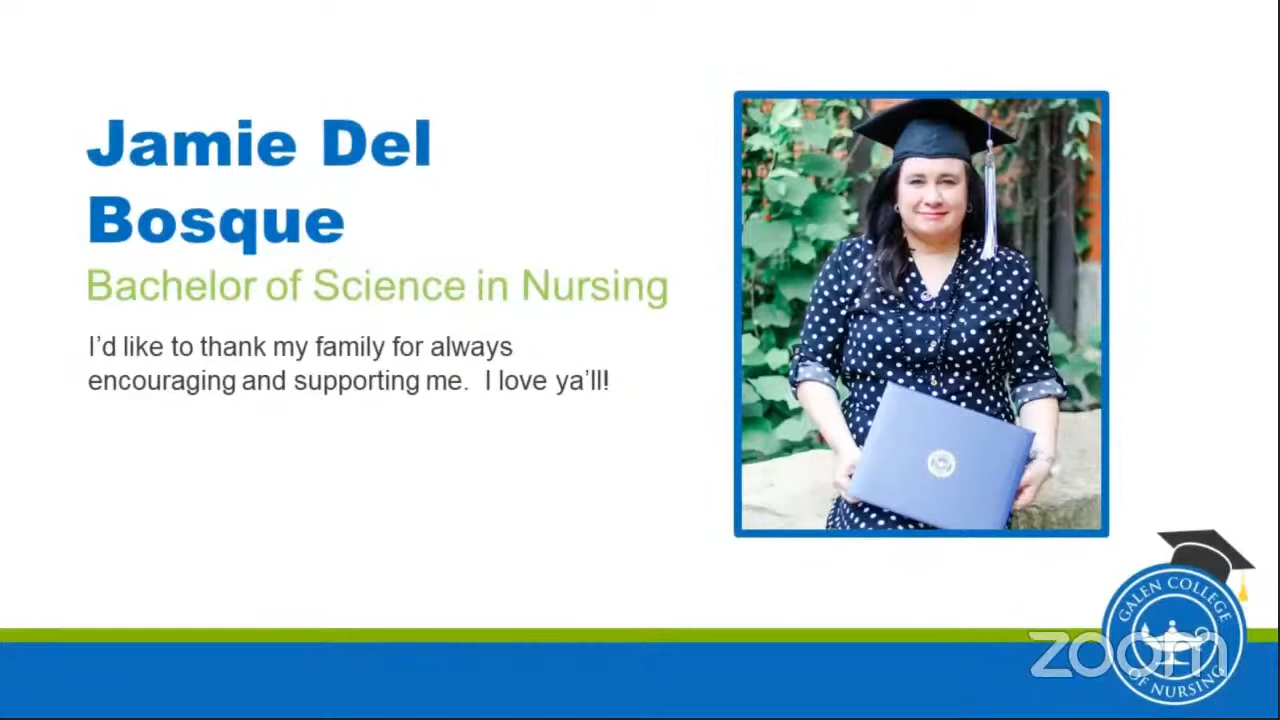 Jamie Del
Bosque
Bachelor of Science in Nursing
I’d like to thank my family for always
encouraging and supporting me.  I love ya’ll!
GALEN COLLEGE
OF NURSING
zoom